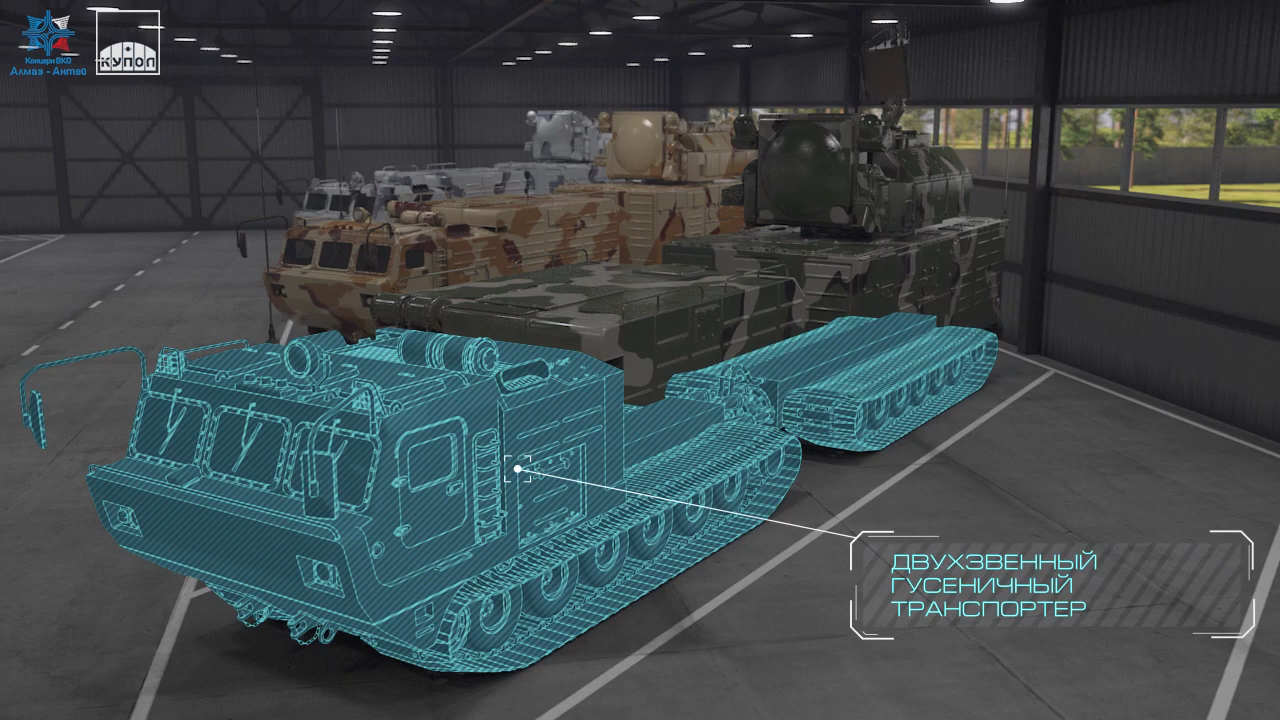 Концерн ВКО
Алмаз - Антей
КУПОЛ
ДВУХЗВЕННЫЙ
ГУСЕНИЧНЫЙ
ТРАНСПОРТЕР